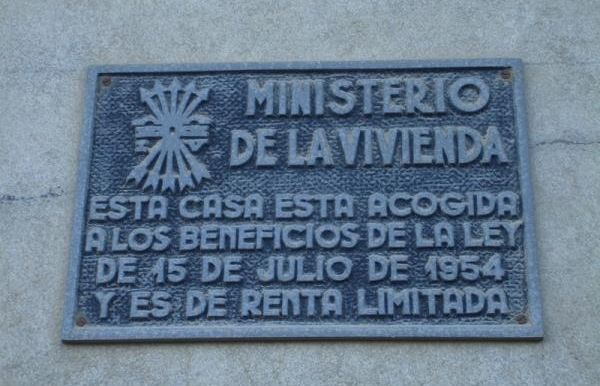 MINISTERIO
DE LA VIVIENDA
ESTA CASA ESTA ACOGIDA
A LOS BENEFICIOS DE LA LEY
DE 15 DE JULIO DE 1954
Y ES DE RENTA LIMITADA